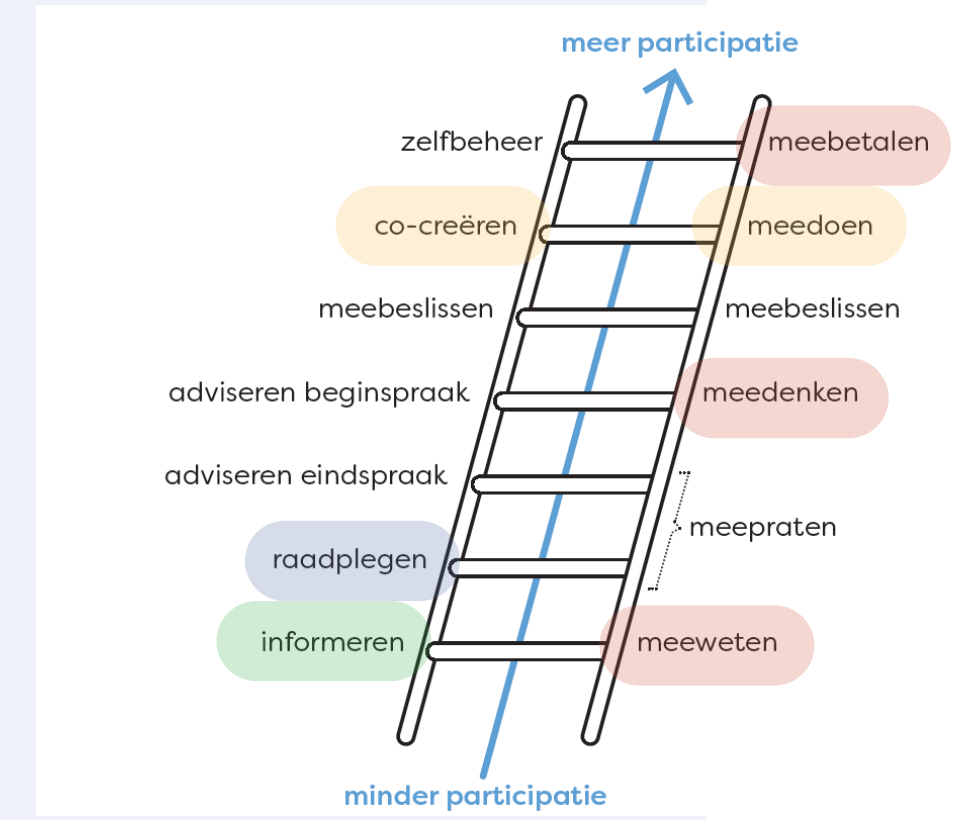 meer participatie
zelfbeheer
meebetalen
co-creëren
meedoen
meebeslissen
meebeslissen
adviseren beginspraak
meedenken
adviseren eindspraak
meepraten
raadplegen
informeren
meeweten
minder participatie